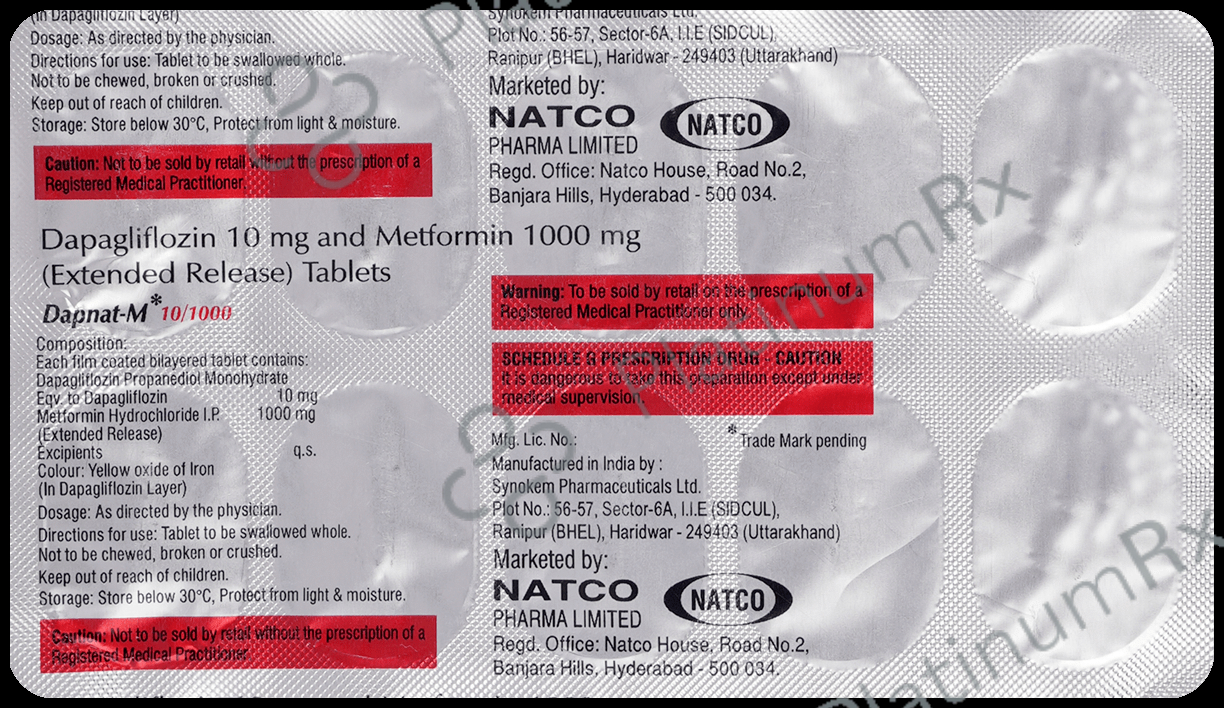 (In Dapagliflozin Layer)
Dosage: As directed by the physician.
Directions for use: Tablet to be swallowed whole.
Not to be chewed, broken or crushed.
Keep out of reach of children.
Storage: Store below 30°C, Protect from light & moisture.
Caution: Not to be sold by retail without the prescription of a
Registered Medical Practitioner.
Dapagliflozin 10 mg and Metformin 1000 mg
(Extended Release) Tablets
Dapnat-M* 10/1000
Composition:
Each film coated bilayered tablet contains:
Dapagliflozin Propanediol Monohydrate
Eqv. to Dapagliflozin 10 mg
Metformin Hydrochloride I.P. 1000 mg
(Extended Release)
Excipients q.s.
Colour: Yellow oxide of Iron
(In Dapagliflozin Layer)
Dosage: As directed by the physician.
Directions for use: Tablet to be swallowed whole.
Not to be chewed, broken or crushed.
Keep out of reach of children.
Storage: Store below 30°C, Protect from light & moisture.
Caution: Not to be sold by retail without the prescription of a
Registered Medical Practitioner.
Synokem Pharmaceuticals Ltd.
Plot No.: 56-57, Sector-6A, I.I.E (SIDCUL),
Ranipur (BHEL), Haridwar - 249403 (Uttarakhand)
Marketed by:
NATCO NATCO
PHARMA LIMITED
Regd. Office: Natco House, Road No.2,
Banjara Hills, Hyderabad - 500 034.
Warning: To be sold by retail on the prescription of a
Registered Medical Practitioner only.
SCHEDULE G PRESCRIPTION DRUG - CAUTION
It is dangerous to take this preparation except under
medical supervision.
Mfg. Lic. No.: *Trade Mark pending
Manufactured in India by :
Synokem Pharmaceuticals Ltd.
Plot No.: 56-57, Sector-6A, I.I.E (SIDCUL),
Ranipur (BHEL), Haridwar - 249403 (Uttarakhand)
Marketed by:
NATCO NATCO
PHARMA LIMITED
Regd. Office: Natco House, Road No.2,
Banjara Hills, Hyderabad - 500 034.
PlatinumRx
PlatinumRx